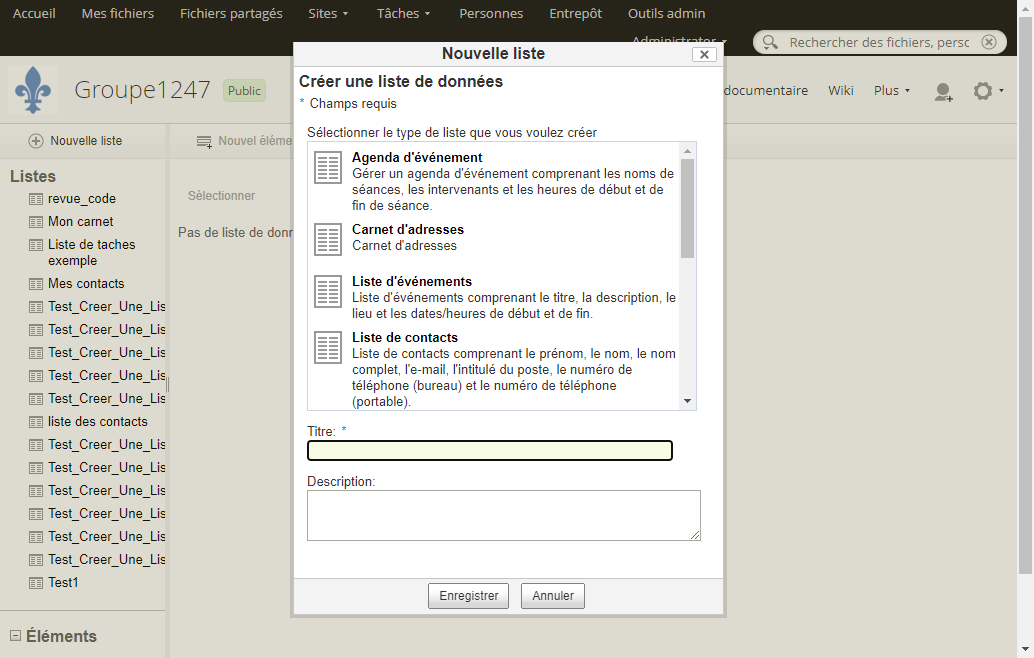 Accueil Mes fichiers Fichiers partagés Sites Tâches Personnes Entrepôt Outils admin
Administrator
Rechercher des fichiers, persc
Groupe1247 Public
documentaire Wiki Plus
Nouvelle liste
Nouvel éléme
Listes
revue_code
Mon carnet
Liste de taches
exemple
Mes contacts
Test_Creer_Une_Lis
Test_Creer_Une_Lis
Test_Creer_Une_Lis
Test_Creer_Une_Lis
Test_Creer_Une_Lis
liste des contacts
Test_Creer_Une_Lis
Test_Creer_Une_Lis
Test_Creer_Une_Lis
Test_Creer_Une_Lis
Test_Creer_Une_Lis
Test_Creer_Une_Lis
Test1
Éléments
Sélectionner
Pas de liste de donn
Nouvelle liste
Créer une liste de données
* Champs requis
Sélectionner le type de liste que vous voulez créer
Agenda d'événement
Gérer un agenda d'événement comprenant les noms de
séances, les intervenants et les heures de début et de
fin de séance.
Carnet d'adresses
Carnet d'adresses
Liste d'événements
Liste d'événements comprenant le titre, la description, le
lieu et les dates/heures de début et de fin.
Liste de contacts
Liste de contacts comprenant le prénom, le nom, le nom
complet, l'e-mail, l'intitulé du poste, le numéro de
téléphone (bureau) et le numéro de téléphone
(portable).
Titre: *
Description:
Enregistrer Annuler